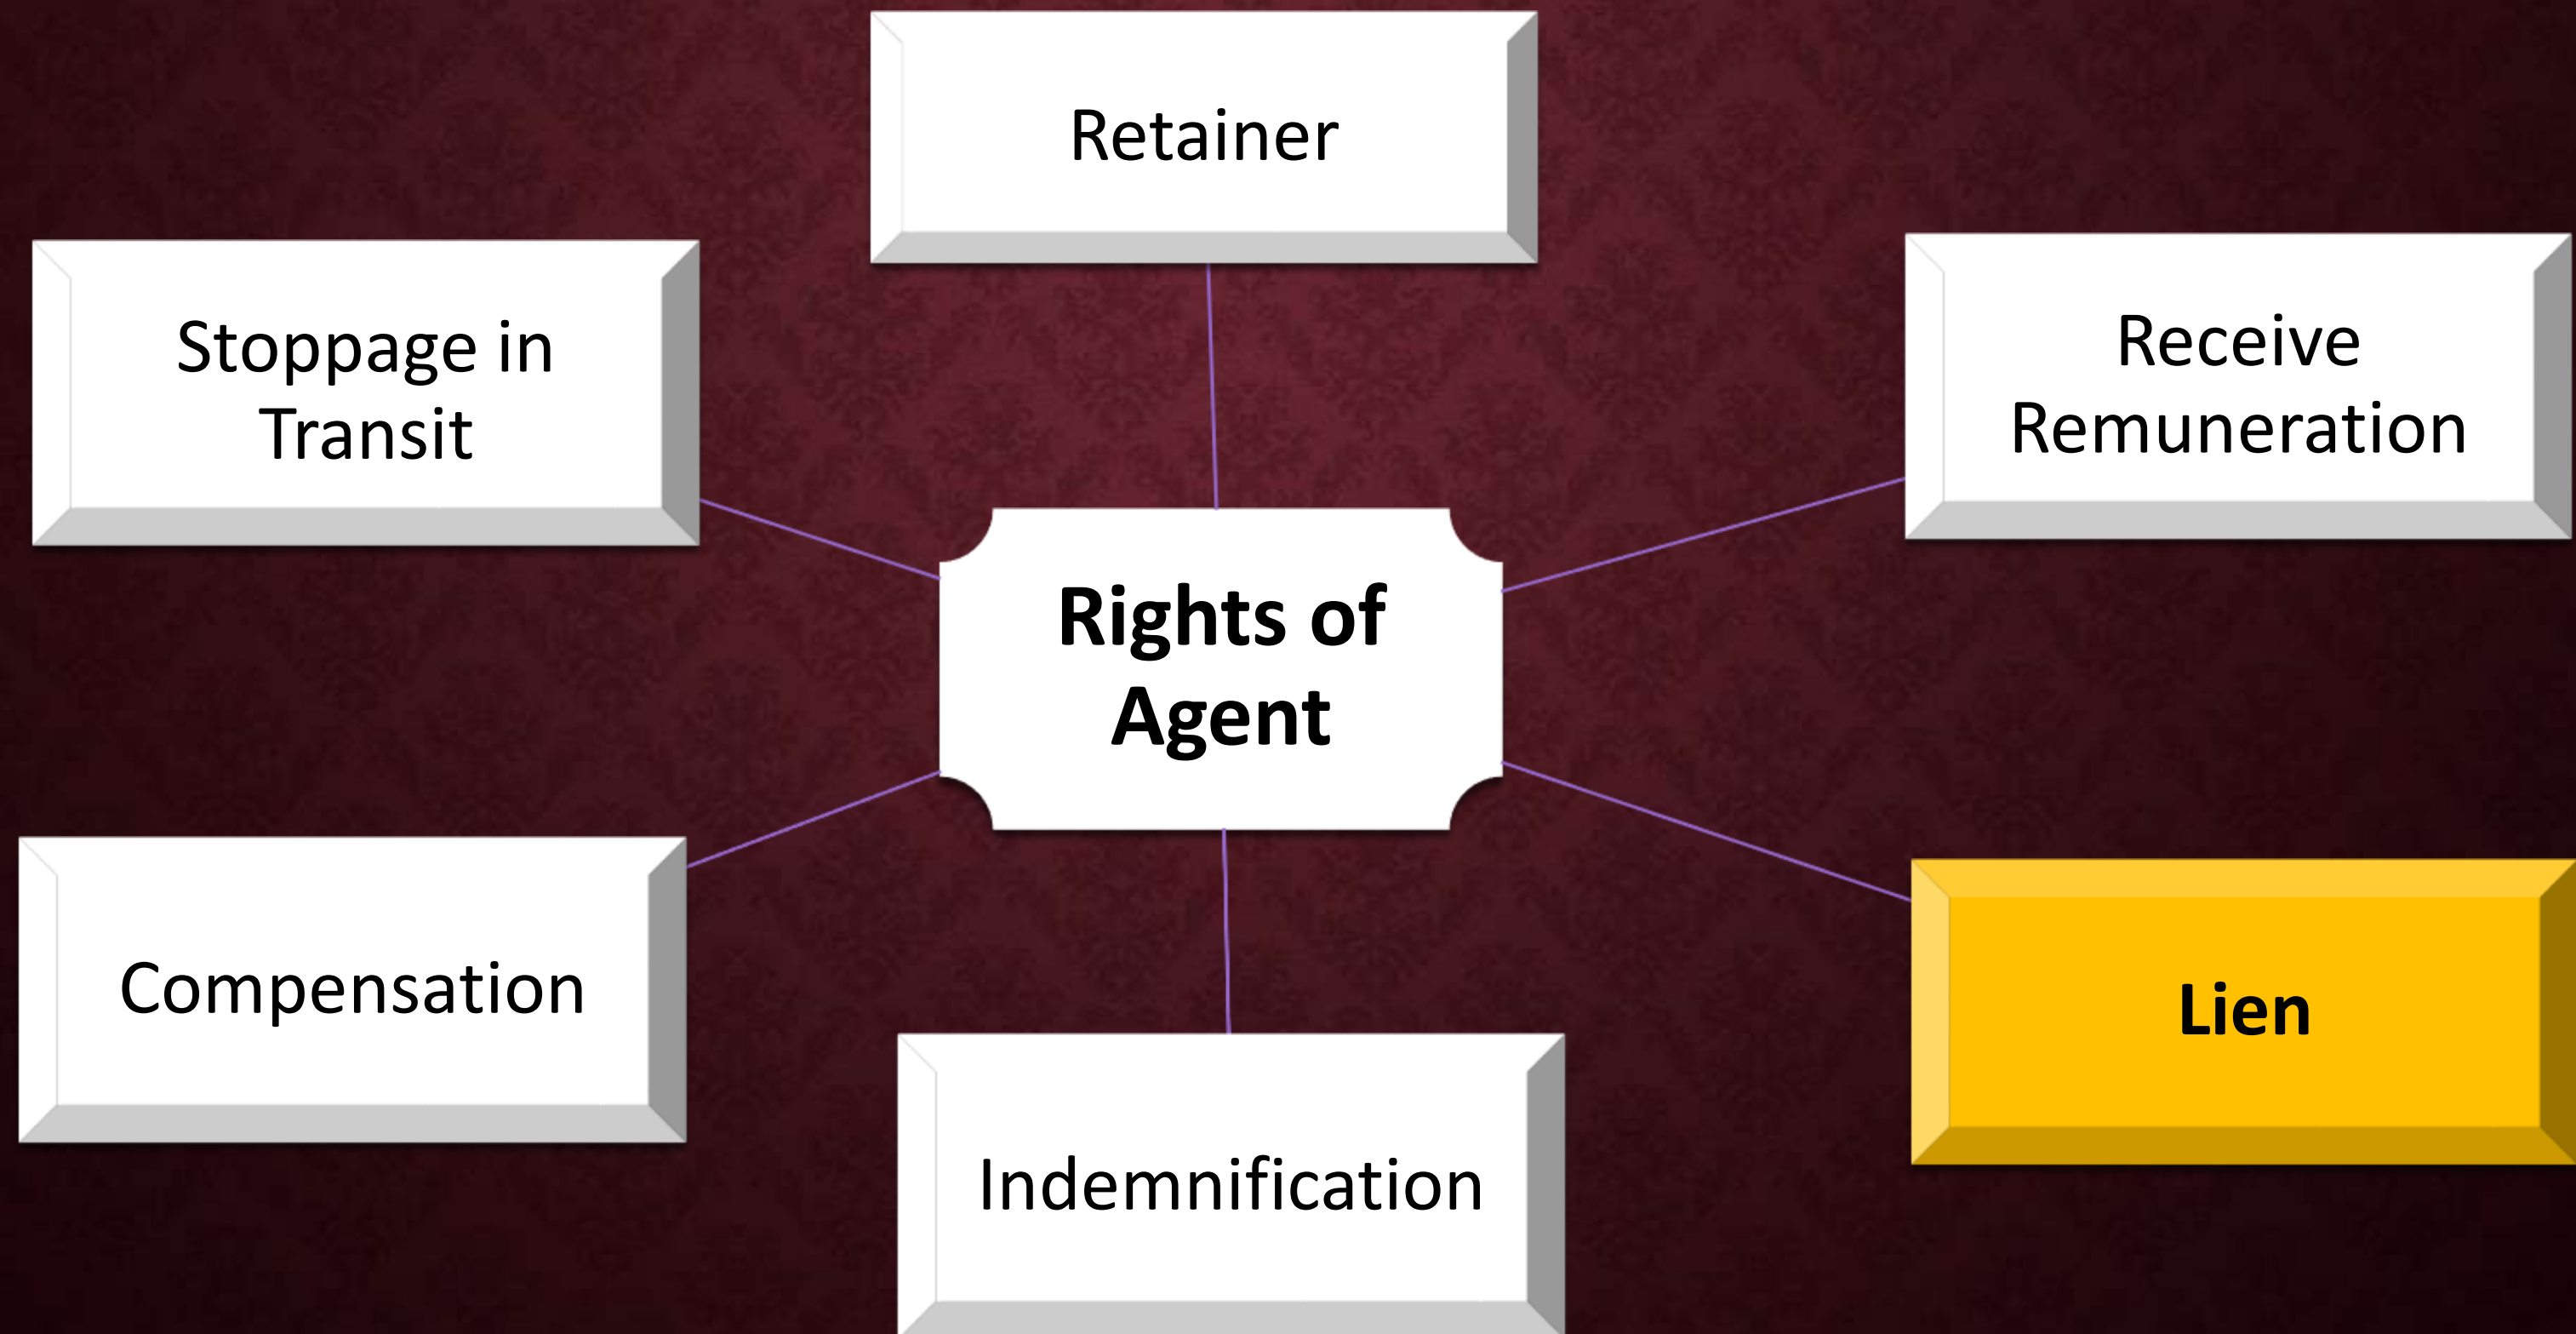 Retainer
Stoppage in
Transit
Receive
Remuneration
Rights of
Agent
Compensation
Lien
Indemnification